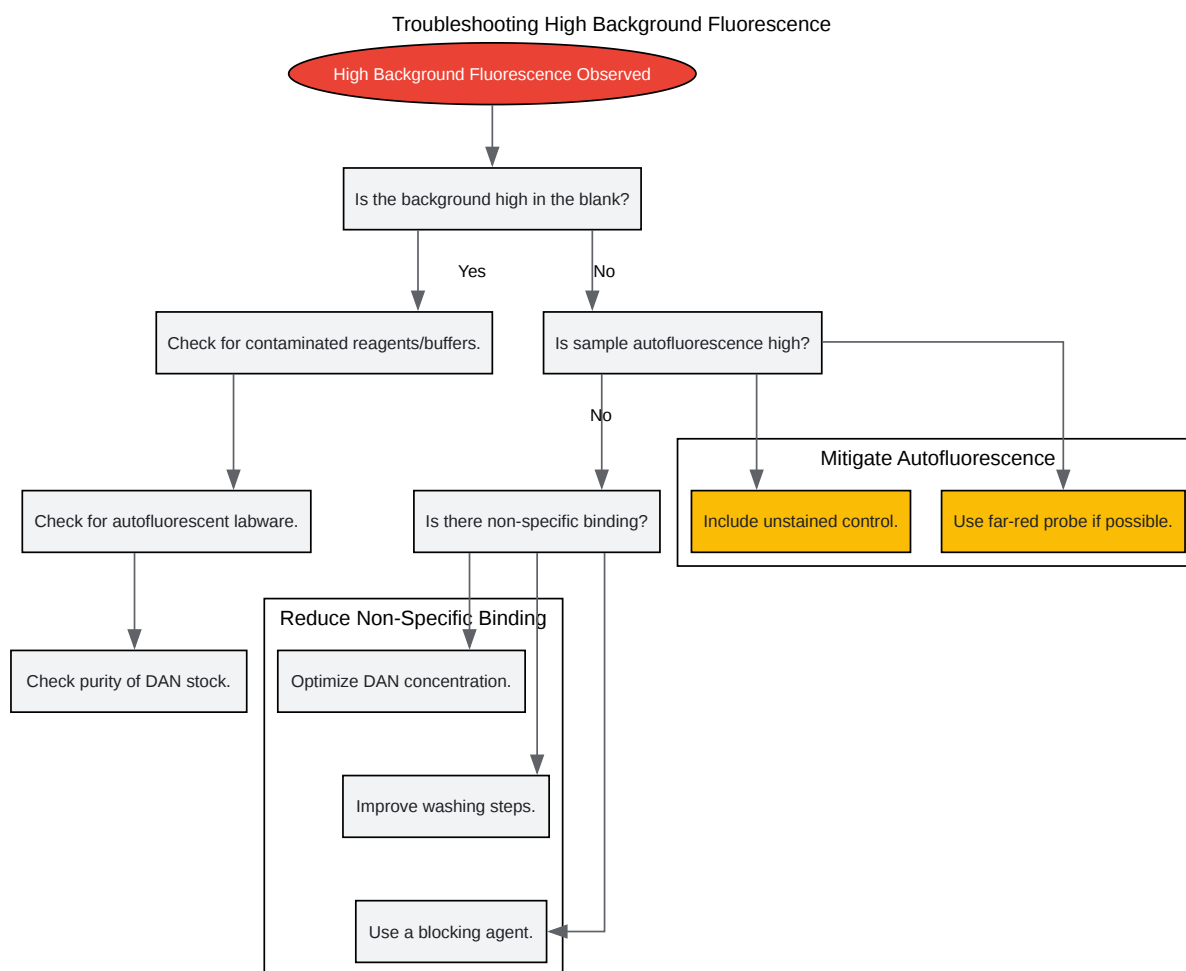 Troubleshooting High Background Fluorescence
High Background Fluorescence Observed
Is the background high in the blank?
Yes
No
Check for contaminated reagents/buffers.
Is sample autofluorescence high?
No
Mitigate Autofluorescence
Check for autofluorescent labware.
Is there non-specific binding?
Include unstained control.
Use far-red probe if possible.
Reduce Non-Specific Binding
Check purity of DAN stock.
Optimize DAN concentration.
Improve washing steps.
Use a blocking agent.